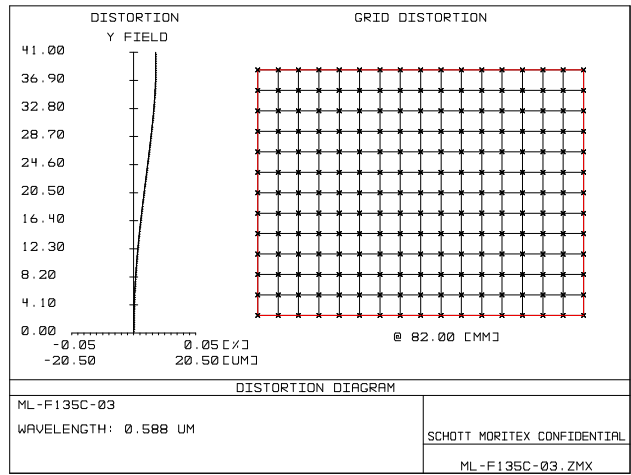 DISTORTION
Y FIELD
GRID DISTORTION
41.00
36.90
32.80
28.70
24.60
20.50
16.40
12.30
8.20
4.10
0.00
-0.05 0.05[%]
-20.50 20.50[UM]
@ 82.00 [MM]
DISTORTION DIAGRAM
ML-F135C-03
WAVELENGTH: 0.588 UM
SCHOTT MORITEX CONFIDENTIAL
ML-F135C-03.ZMX